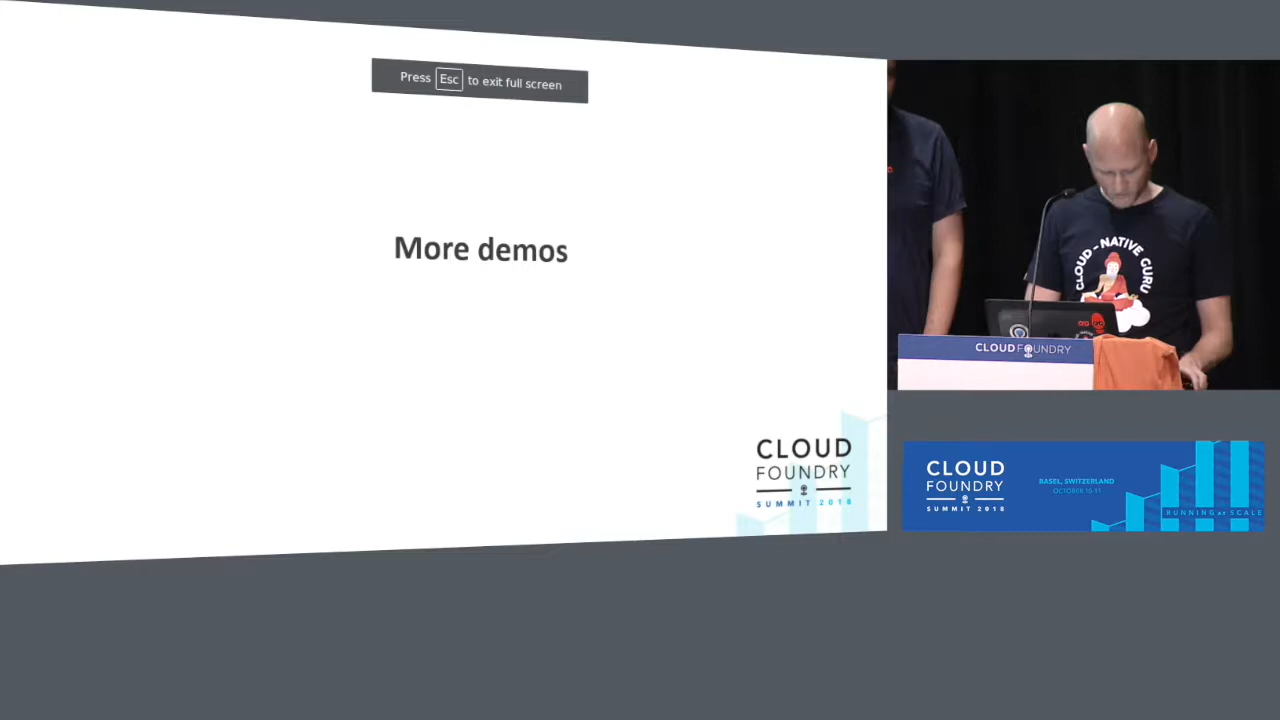 Press Esc to exit full screen
More demos
CLOUD
FOUNDRY
SUMMIT 2018
CLOUD-NATIVE GURU
CLOUD FOUNDRY
CLOUD
FOUNDRY
SUMMIT 2018
BASEL, SWITZERLAND
OCTOBER 10-11
RUNNING AT SCALE